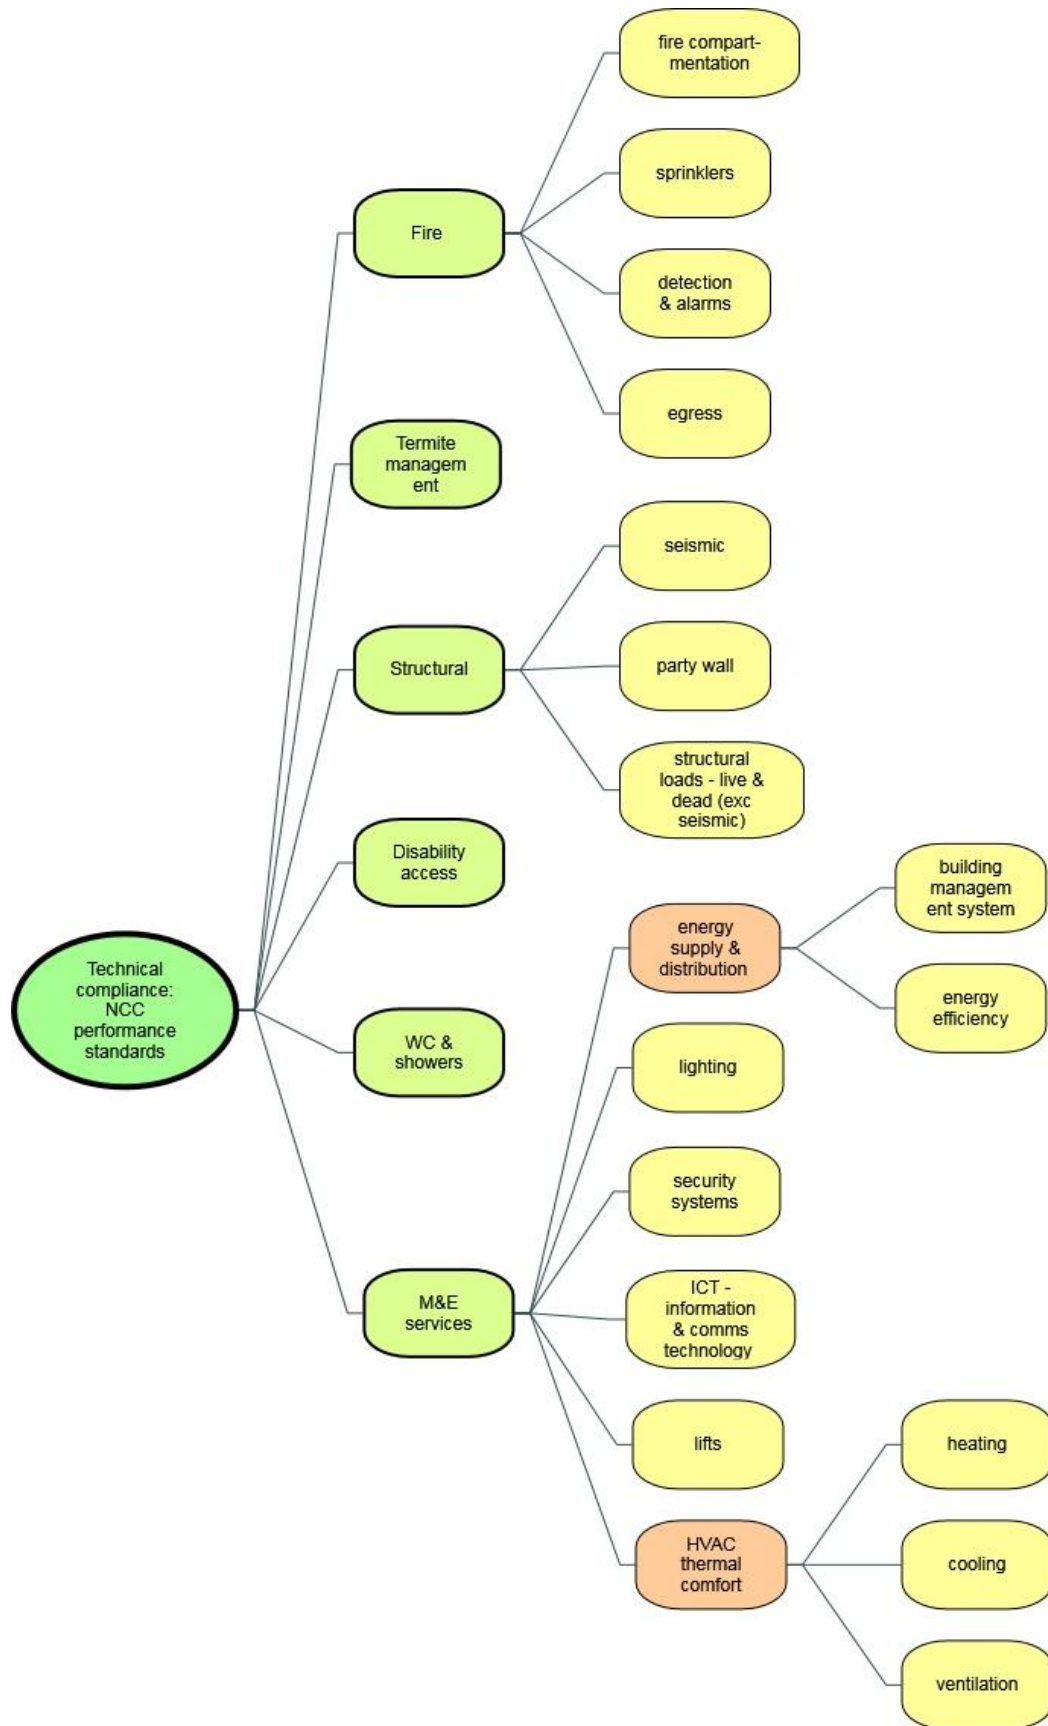 fire compart-
mentation
sprinklers
Fire
detection
& alarms
egress
Termite
managem
ent
seismic
Structural
party wall
structural
loads - live &
dead (exc
seismic)
Disability
access
building
managem
ent system
energy
supply &
distribution
energy
efficiency
Technical
compliance:
NCC
performance
standards
WC &
showers
lighting
security
systems
M&E
services
ICT -
information
& comms
technology
lifts
heating
HVAC
thermal
comfort
cooling
ventilation